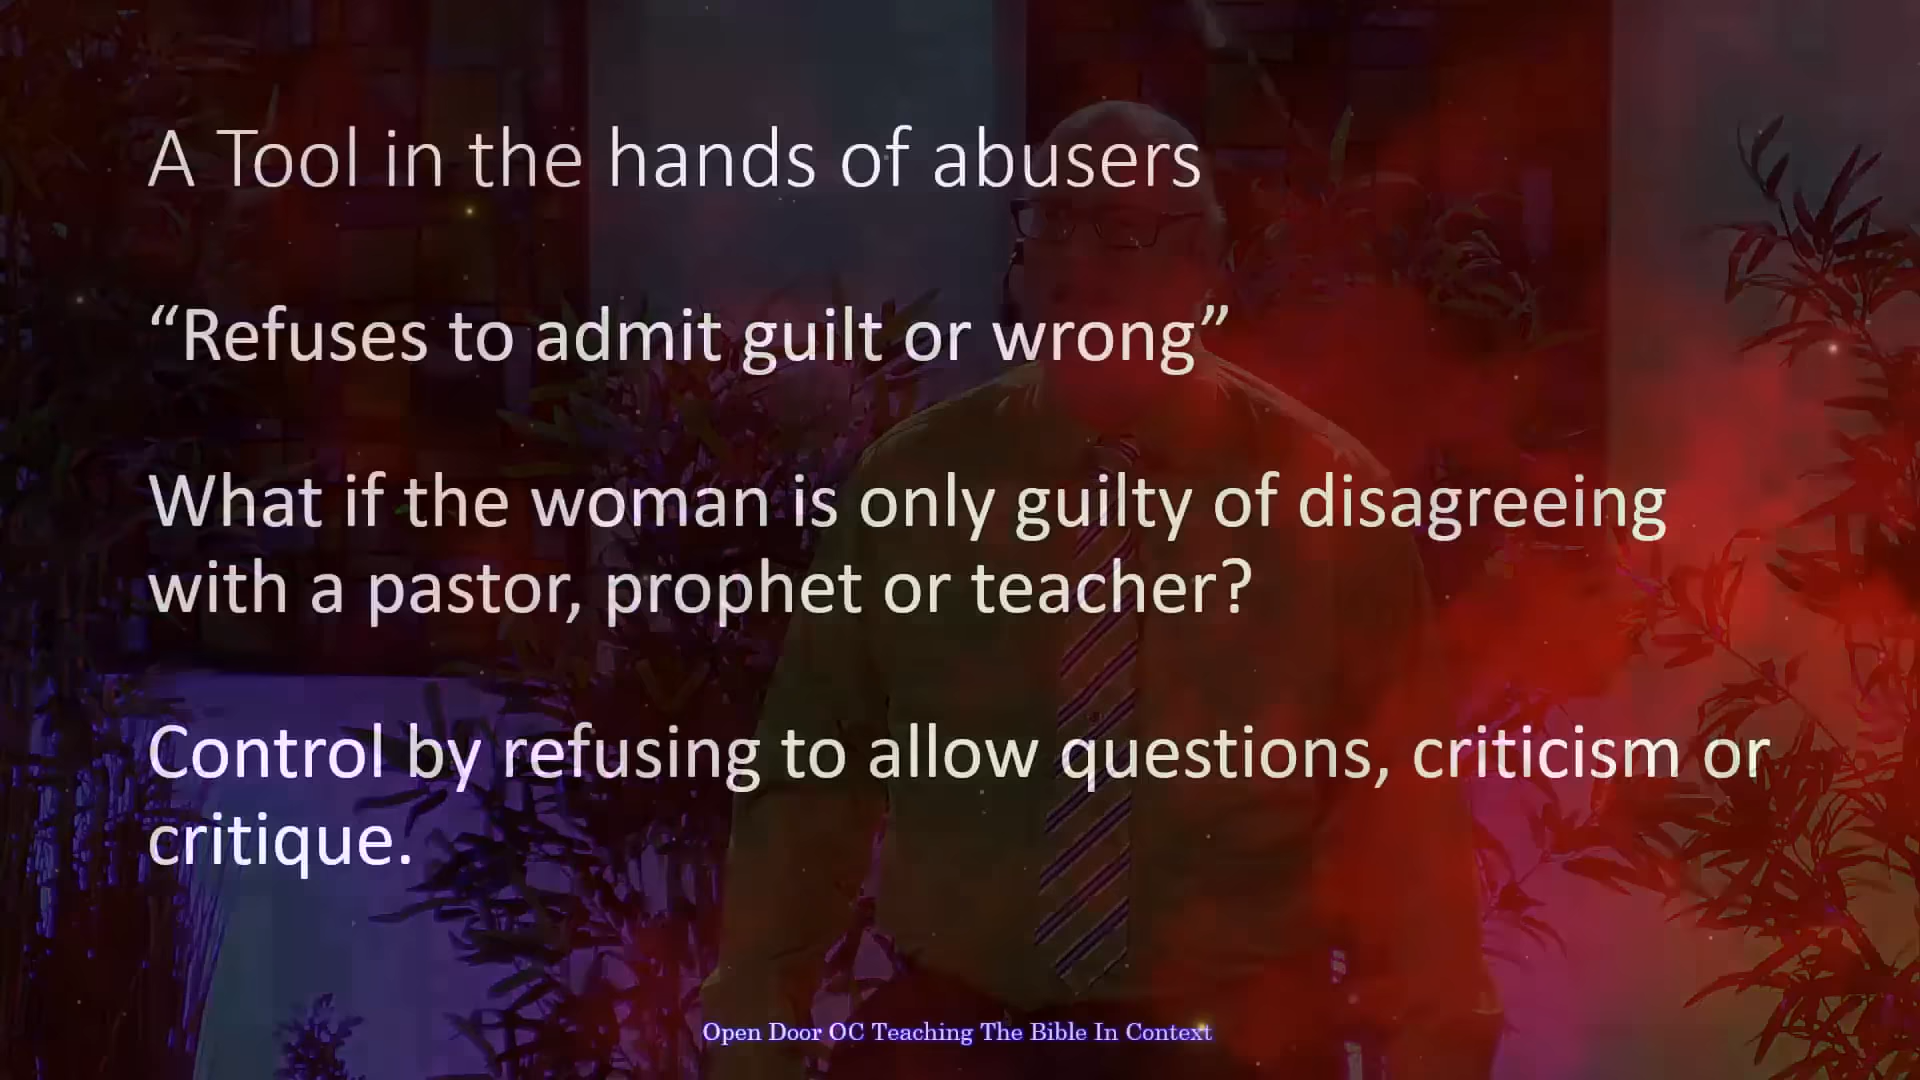 A Tool in the hands of abusers
“Refuses to admit guilt or wrong”
What if the woman is only guilty of disagreeing
with a pastor, prophet or teacher?
Control by refusing to allow questions, criticism or
critique.
Open Door OC Teaching The Bible In Context